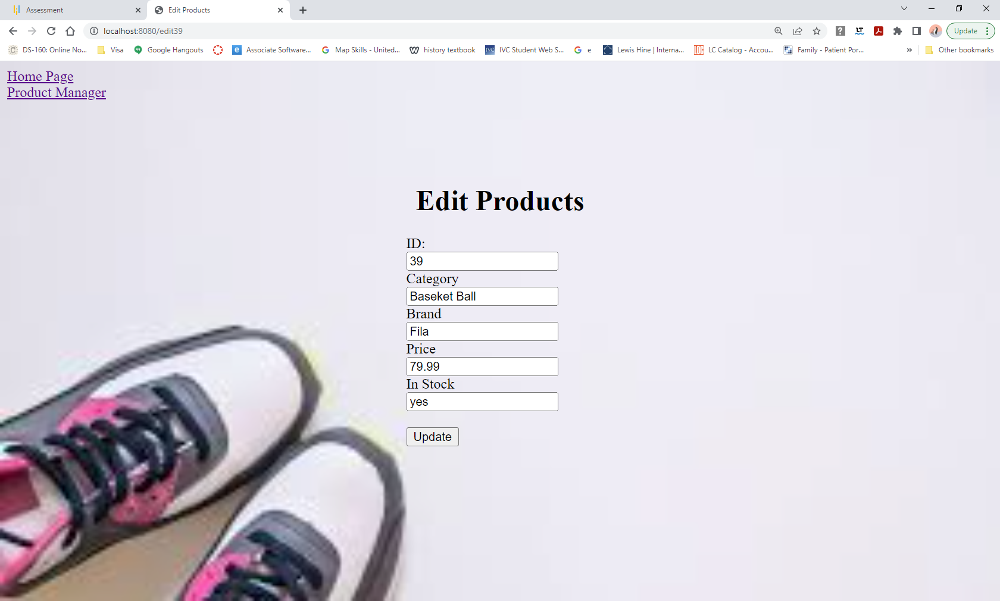 Assessment
Edit Products
localhost:8080/edit39
Update
DS-160: Online No...
Visa
Google Hangouts
e
Associate Software...
Map Skills - United...
history textbook
IVC
IVC Student Web S...
e
Lewis Hine | Interna...
LC Catalog - Accou...
Family - Patient Por...
»
Other bookmarks
Home Page
Product Manager
Edit Products
ID:
39
Category
Baseket Ball
Brand
Fila
Price
79.99
In Stock
yes
Update